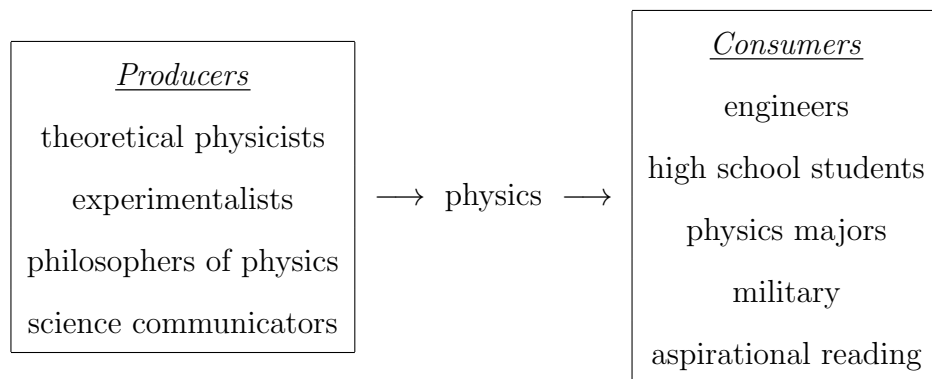 Producers
theoretical physicists
experimentalists
philosophers of physics
science communicators
⟶ physics ⟶
Consumers
engineers
high school students
physics majors
military
aspirational reading